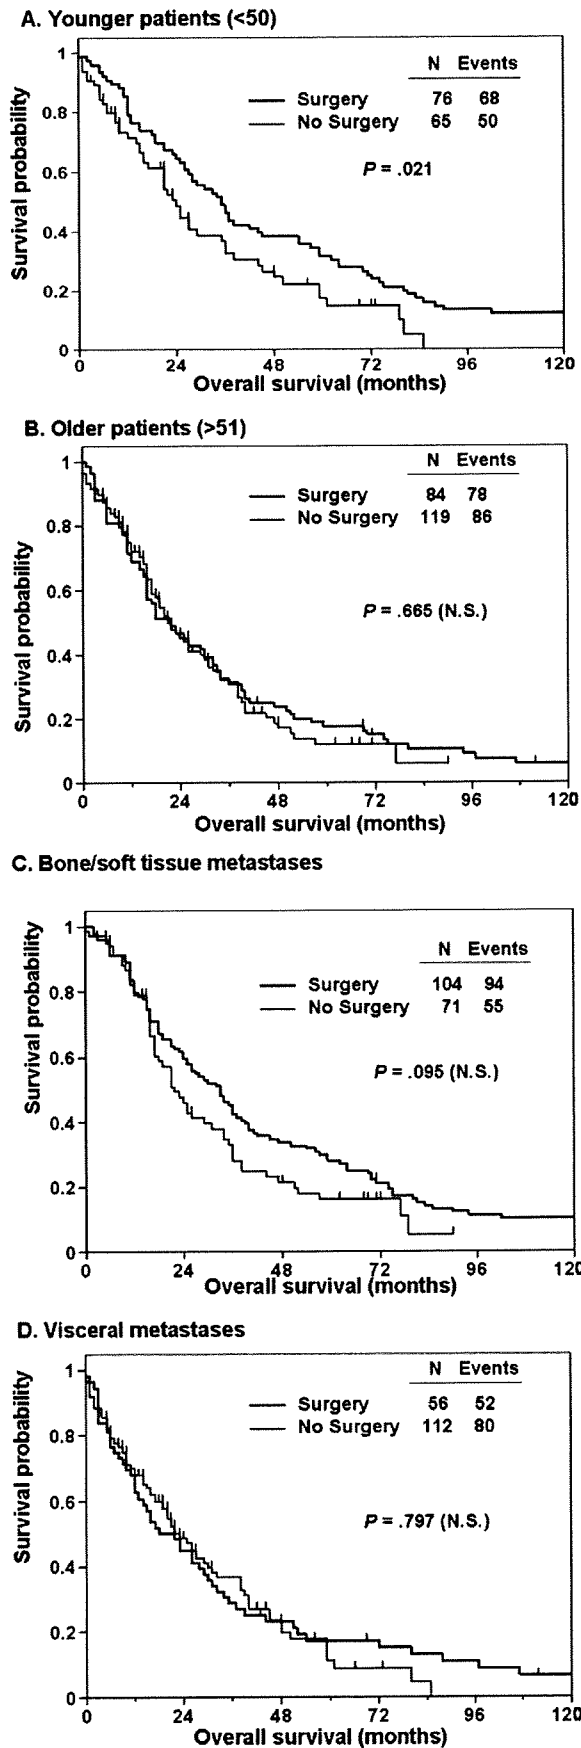 A. Younger patients (<50)
N Events
Surgery 76 68
No Surgery 65 50
P = .021
Survival probability
1
0.8
0.6
0.4
0.2
0
0 24 48 72 96 120
Overall survival (months)
B. Older patients (>51)
N Events
Surgery 84 78
No Surgery 119 86
P = .665 (N.S.)
Survival probability
1
0.8
0.6
0.4
0.2
0
0 24 48 72 96 120
Overall survival (months)
C. Bone/soft tissue metastases
N Events
Surgery 104 94
No Surgery 71 55
P = .095 (N.S.)
Survival probability
1
0.8
0.6
0.4
0.2
0
0 24 48 72 96 120
Overall survival (months)
D. Visceral metastases
N Events
Surgery 56 52
No Surgery 112 80
P = .797 (N.S.)
Survival probability
1
0.8
0.6
0.4
0.2
0
0 24 48 72 96 120
Overall survival (months)